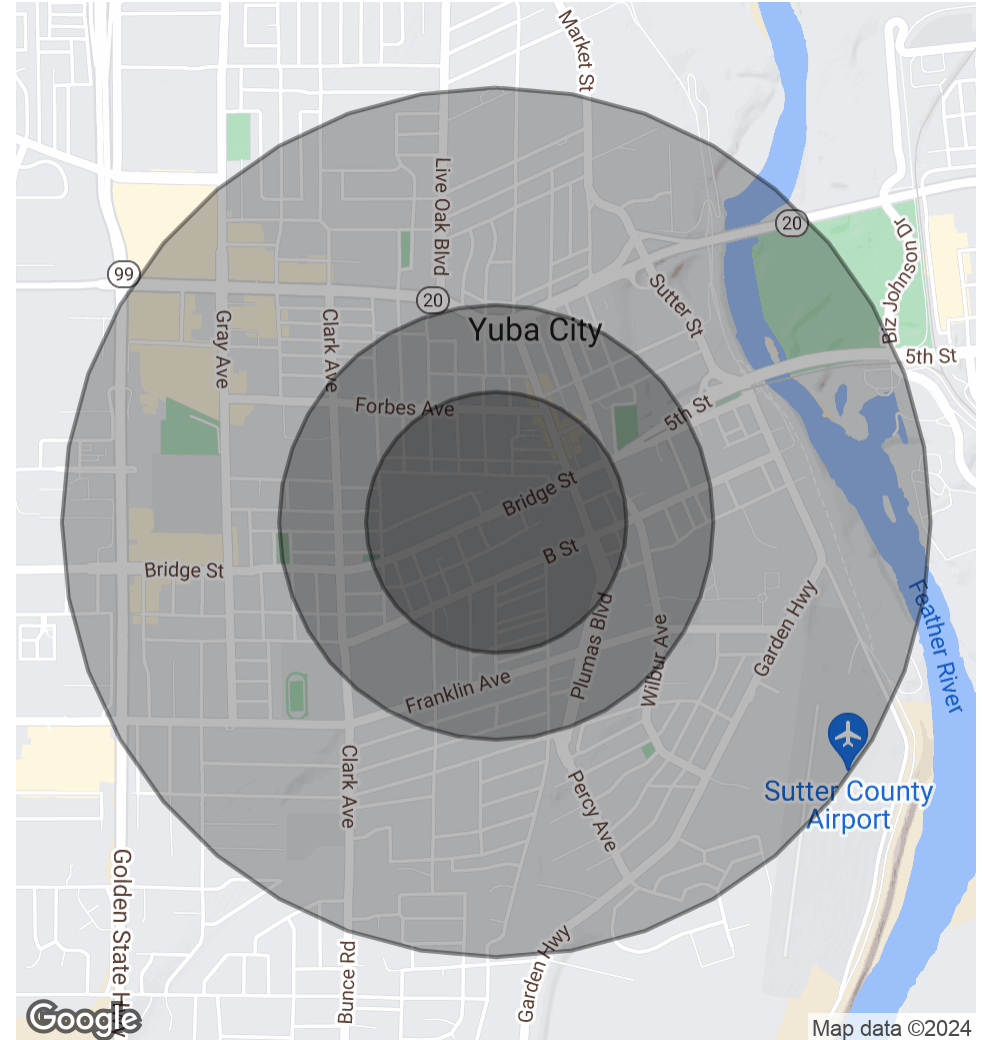 Market St
Live Oak Blvd
20
Biz Johnson Dr
99
20
Sutter St
Yuba City
Gray Ave
Clark Ave
5th St
Forbes Ave
5th St
Bridge St
B St
Bridge St
Garden Hwy
Feather River
Plumas Blvd
Wilbur Ave
Franklin Ave
Clark Ave
Percy Ave
Sutter County
Airport
Golden State Hwy
Bunce Rd
Garden Hwy
Google
Map data ©2024